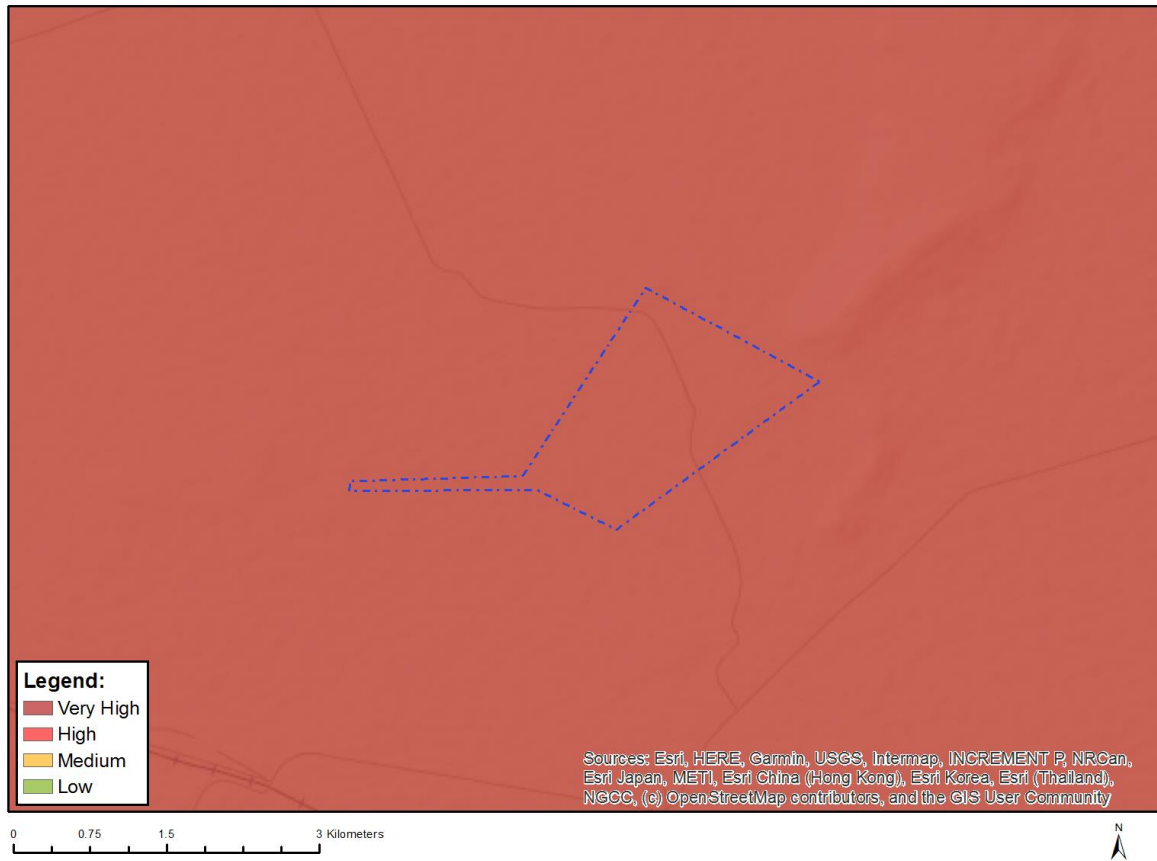 Legend:
Very High
High
Medium
Low
Sources: Esri, HERE, Garmin, USGS, Intermap, INCREMENT P, NRCan,
Esri Japan, METI, Esri China (Hong Kong), Esri Korea, Esri (Thailand),
NGCC, (c) OpenStreetMap contributors, and the GIS User Community
0 0.75 1.5 3 Kilometers
N